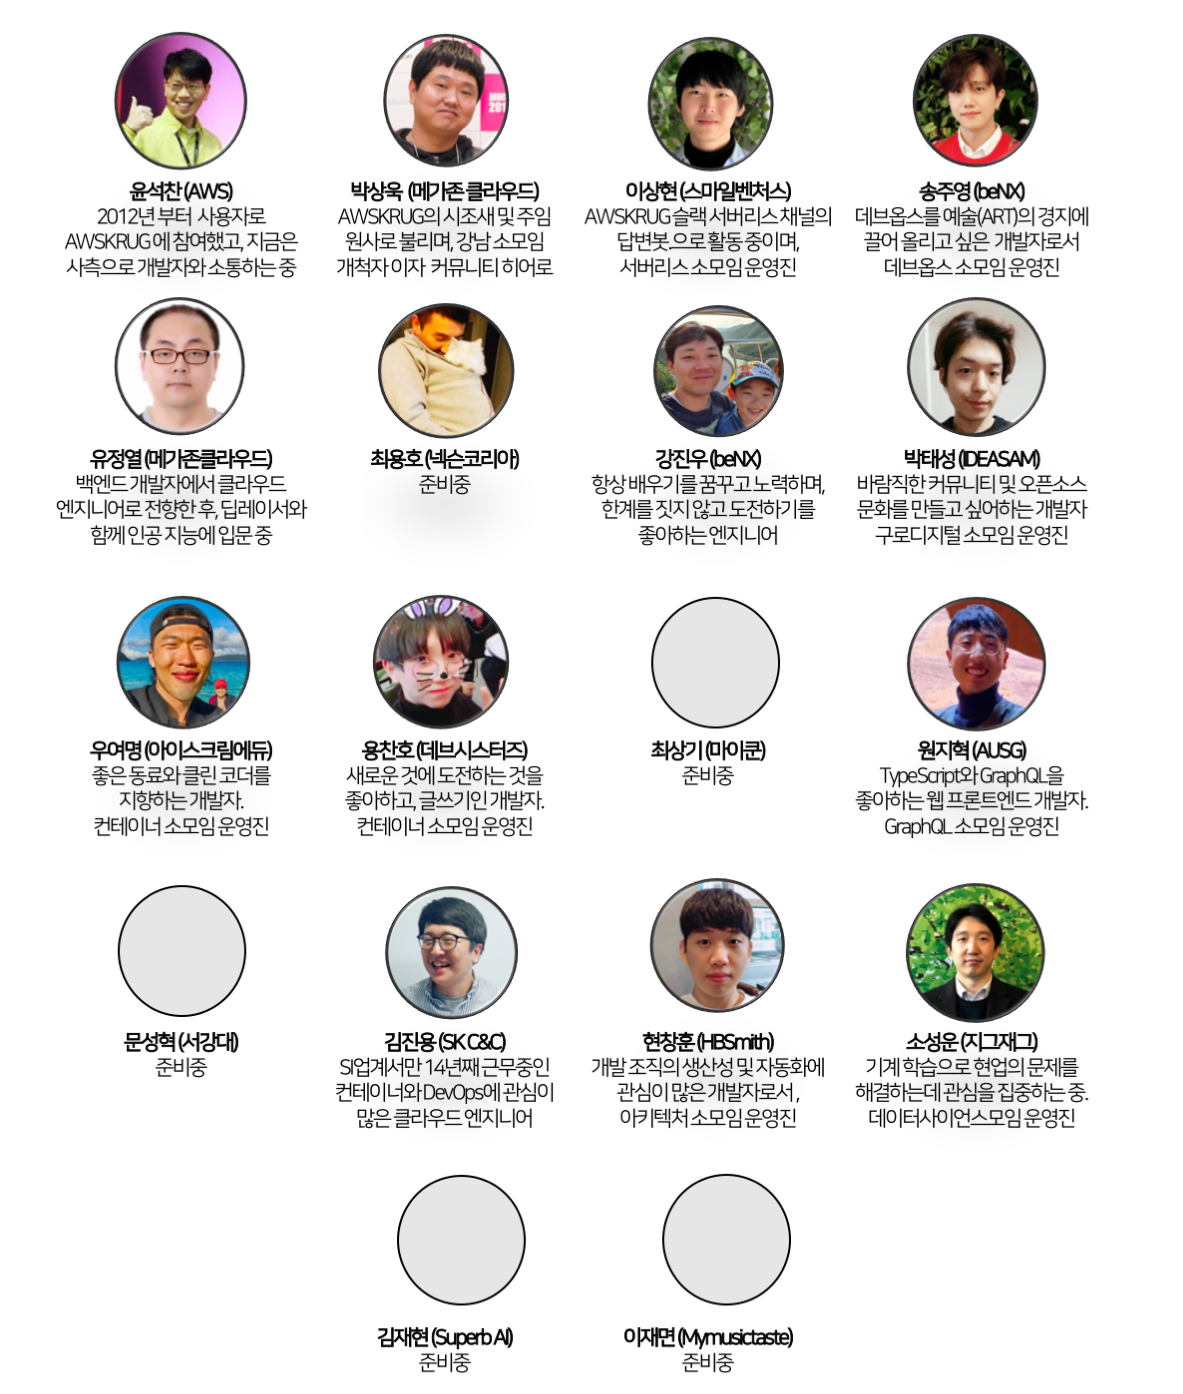 윤석찬 (AWS)
2012년 부터 사용자로
AWSKRUG 에 참여했고, 지금은
사측으로 개발자와 소통하는 중
박상욱 (메가존 클라우드)
AWSKRUG의 시조새 및 주임
원사로 불리며, 강남 소모임
개척자 이자 커뮤니티 히어로
이상현 (스마일벤처스)
AWSKRUG 슬랙 서버리스 채널의
답변봇.으로 활동 중이며,
서버리스 소모임 운영진
송주영 (beNX)
데브옵스를 예술(ART)의 경지에
끌어 올리고 싶은 개발자로서
데브옵스 소모임 운영진
유정열 (메가존클라우드)
백엔드 개발자에서 클라우드
엔지니어로 전향한 후, 딥레이서와
함께 인공 지능에 입문 중
최용호 (넥슨코리아)
준비중
강진우 (beNX)
항상 배우기를 꿈꾸고 노력하며,
한계를 짓지 않고 도전하기를
좋아하는 엔지니어
박태성 (IDEASAM)
바람직한 커뮤니티 및 오픈소스
문화를 만들고 싶어하는 개발자
구로디지털 소모임 운영진
우여명 (아이스크림에듀)
좋은 동료와 클린 코더를
지향하는 개발자.
컨테이너 소모임 운영진
용찬호 (데브시스터즈)
새로운 것에 도전하는 것을
좋아하고, 글쓰기인 개발자.
컨테이너 소모임 운영진
최상기 (마이쿤)
준비중
원지혁 (AUSG)
TypeScript와 GraphQL을
좋아하는 웹 프론트엔드 개발자.
GraphQL 소모임 운영진
문성혁 (서강대)
준비중
김진용 (SK C&C)
SI업계서만 14년째 근무중인
컨테이너와 DevOps에 관심이
많은 클라우드 엔지니어
현창훈 (HBSmith)
개발 조직의 생산성 및 자동화에
관심이 많은 개발자로서 ,
아키텍처 소모임 운영진
소성운 (지그재그)
기계 학습으로 현업의 문제를
해결하는데 관심을 집중하는 중.
데이터사이언스모임 운영진
김재현 (Superb AI)
준비중
이재면 (Mymusictaste)
준비중